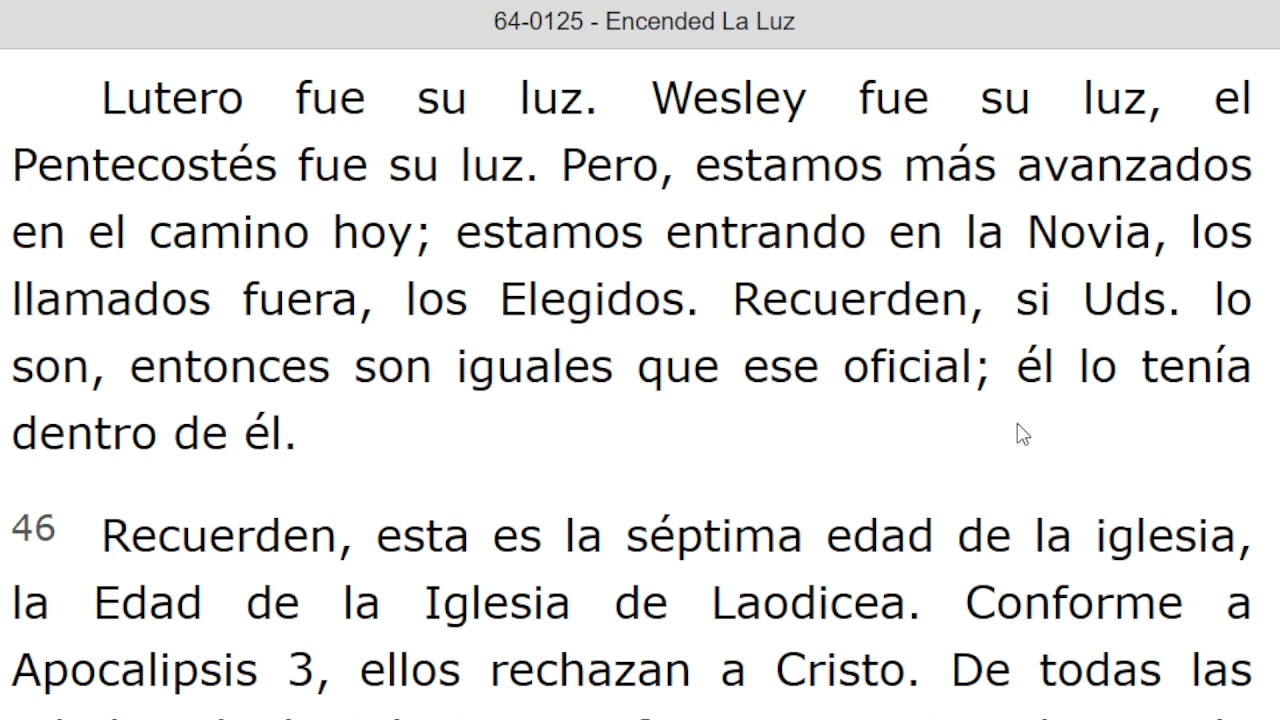 64-0125 - Encended La Luz
Lutero fue su luz. Wesley fue su luz, el
Pentecostés fue su luz. Pero, estamos más avanzados
en el camino hoy; estamos entrando en la Novia, los
llamados fuera, los Elegidos. Recuerden, si Uds. lo
son, entonces son iguales que ese oficial; él lo tenía
dentro de él.
46 Recuerden, esta es la séptima edad de la iglesia,
la Edad de la Iglesia de Laodicea. Conforme a
Apocalipsis 3, ellos rechazan a Cristo. De todas las